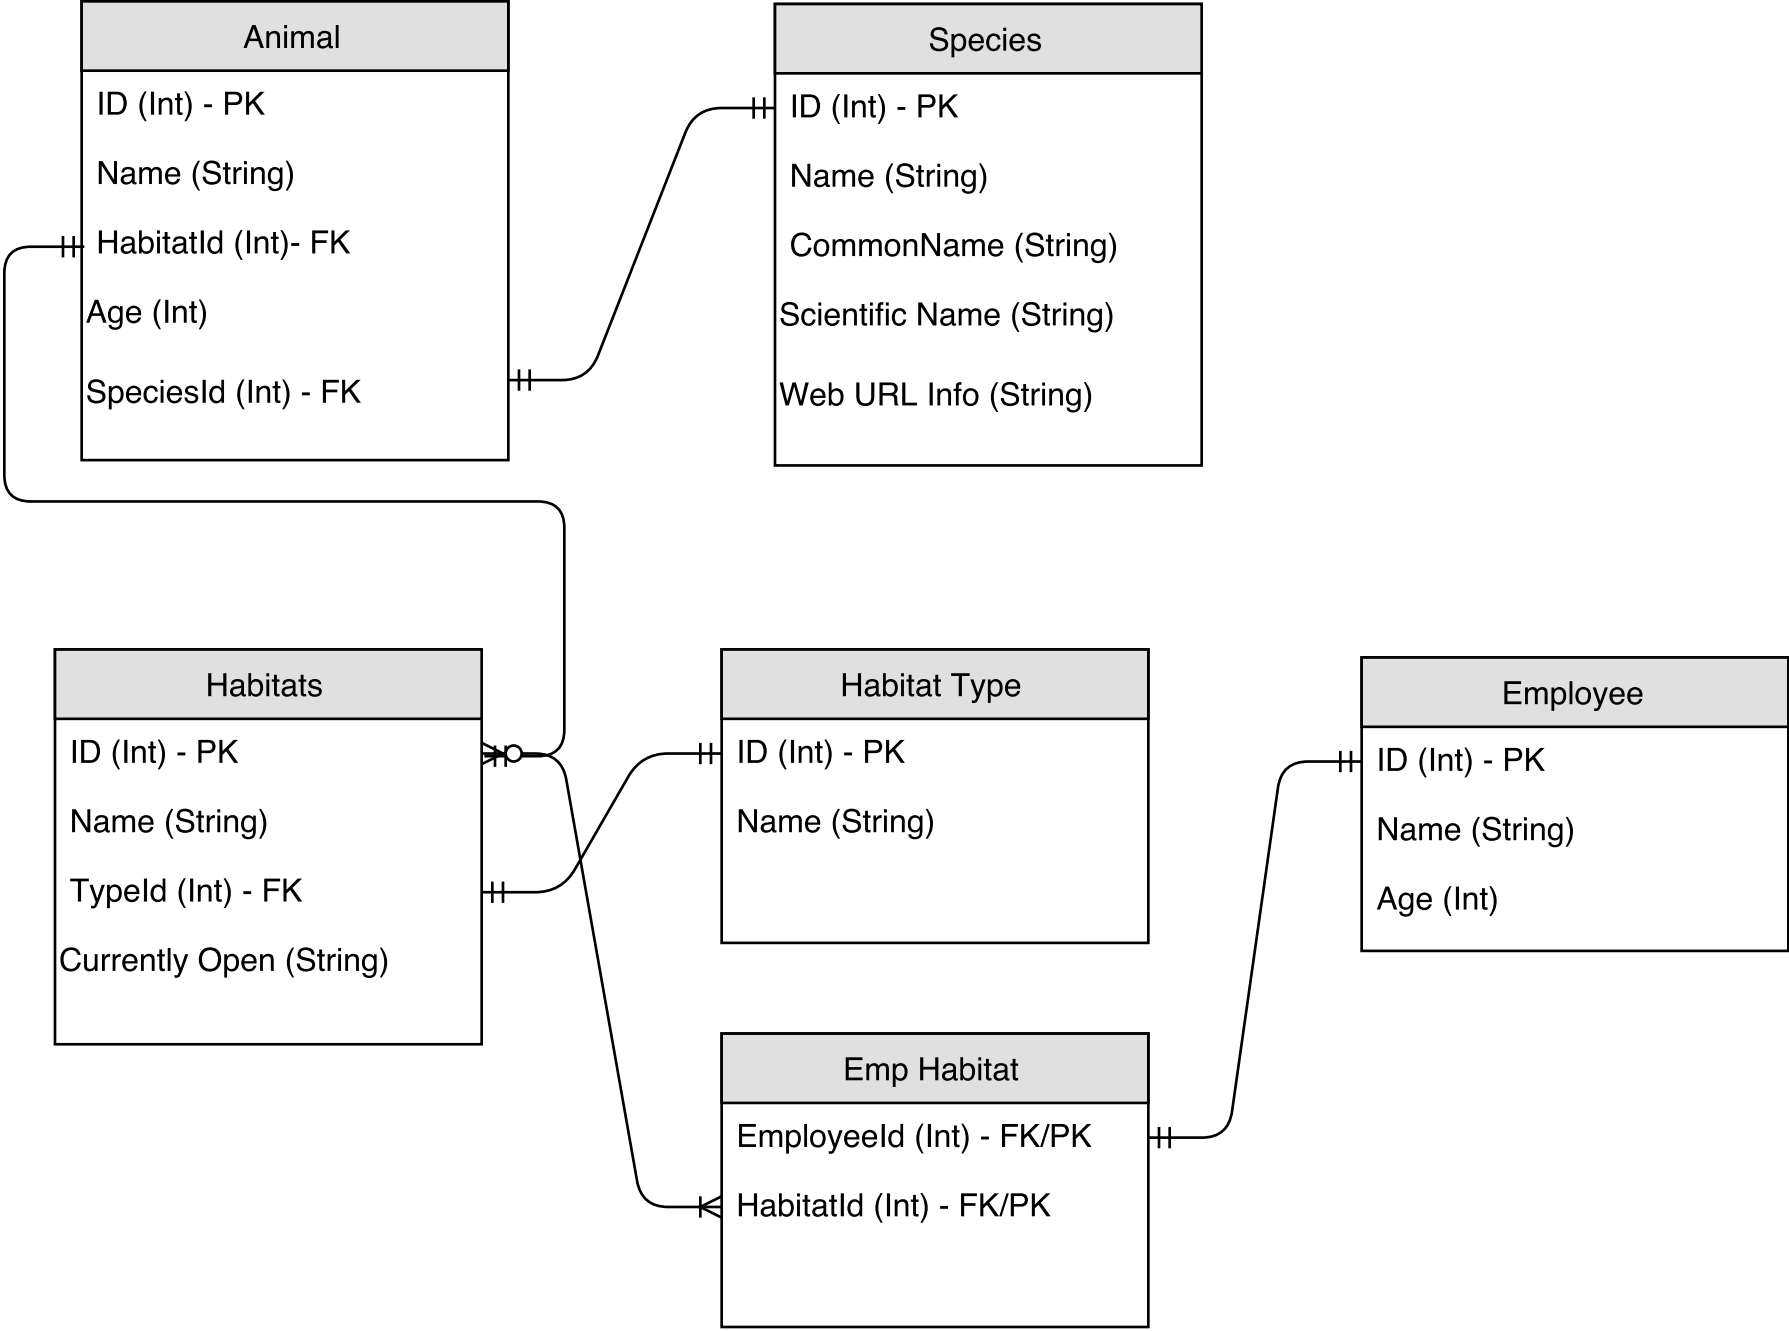 Animal
ID (Int) - PK
Name (String)
HabitatId (Int)- FK
Age (Int)
SpeciesId (Int) - FK
Species
ID (Int) - PK
Name (String)
CommonName (String)
Scientific Name (String)
Web URL Info (String)
Habitats
ID (Int) - PK
Name (String)
TypeId (Int) - FK
Currently Open (String)
Habitat Type
ID (Int) - PK
Name (String)
Employee
ID (Int) - PK
Name (String)
Age (Int)
Emp Habitat
EmployeeId (Int) - FK/PK
HabitatId (Int) - FK/PK